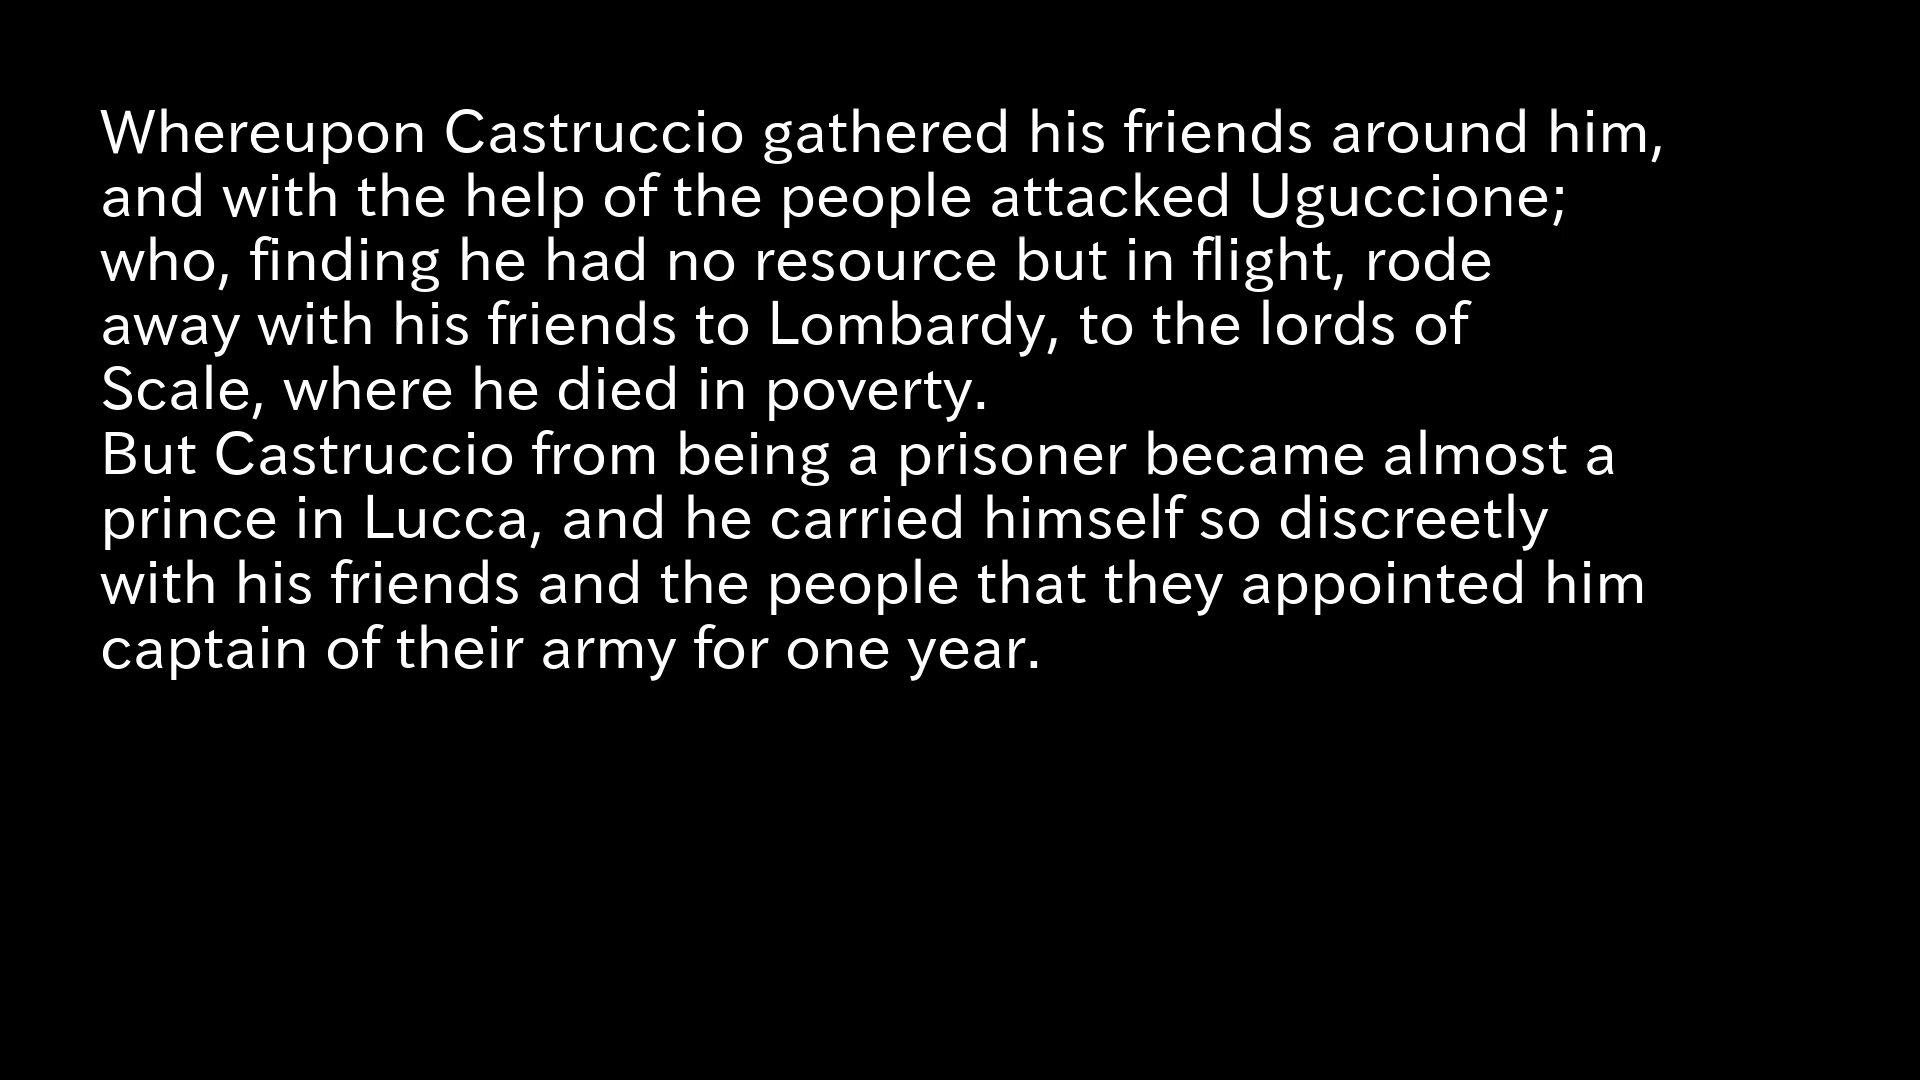 Whereupon Castruccio gathered his friends around him,
and with the help of the people attacked Uguccione;
who, finding he had no resource but in flight, rode
away with his friends to Lombardy, to the lords of
Scale, where he died in poverty.
But Castruccio from being a prisoner became almost a
prince in Lucca, and he carried himself so discreetly
with his friends and the people that they appointed him
captain of their army for one year.